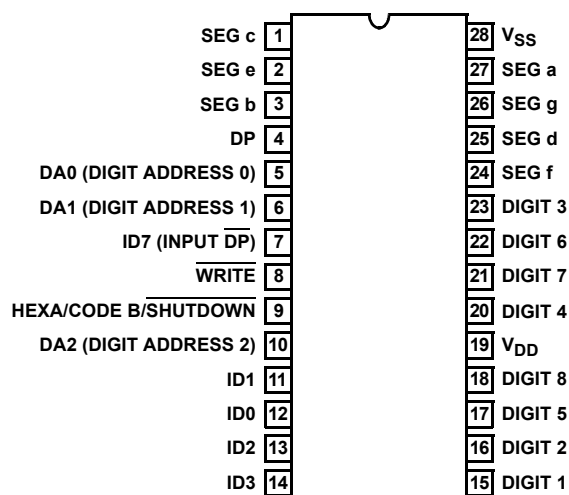 SEG c 1 28 VSS
SEG e 2 27 SEG a
SEG b 3 26 SEG g
DP 4 25 SEG d
DA0 (DIGIT ADDRESS 0) 5 24 SEG f
DA1 (DIGIT ADDRESS 1) 6 23 DIGIT 3
ID7 (INPUT D̅P̅) 7 22 DIGIT 6
W̅R̅I̅T̅E̅ 8 21 DIGIT 7
HEXA/CODE B/S̅H̅U̅T̅D̅O̅W̅N̅ 9 20 DIGIT 4
DA2 (DIGIT ADDRESS 2) 10 19 VDD
ID1 11 18 DIGIT 8
ID0 12 17 DIGIT 5
ID2 13 16 DIGIT 2
ID3 14 15 DIGIT 1